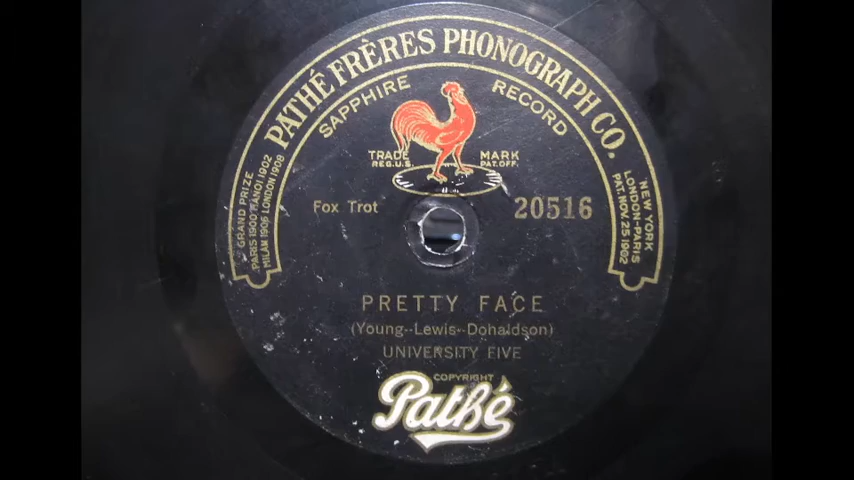 PATHÉ FRÈRES PHONOGRAPH CO.
SAPPHIRE RECORD
TRADE MARK
REG. U.S. PAT. OFF.
GRAND PRIZE
PARIS 1900 HANOI 1902
MILAN 1906 LONDON 1908
NEW YORK
LONDON-PARIS
PAT. NOV. 25 1902
Fox Trot
20516
PRETTY FACE
(Young--Lewis--Donaldson)
UNIVERSITY FIVE
COPYRIGHT
Pathé